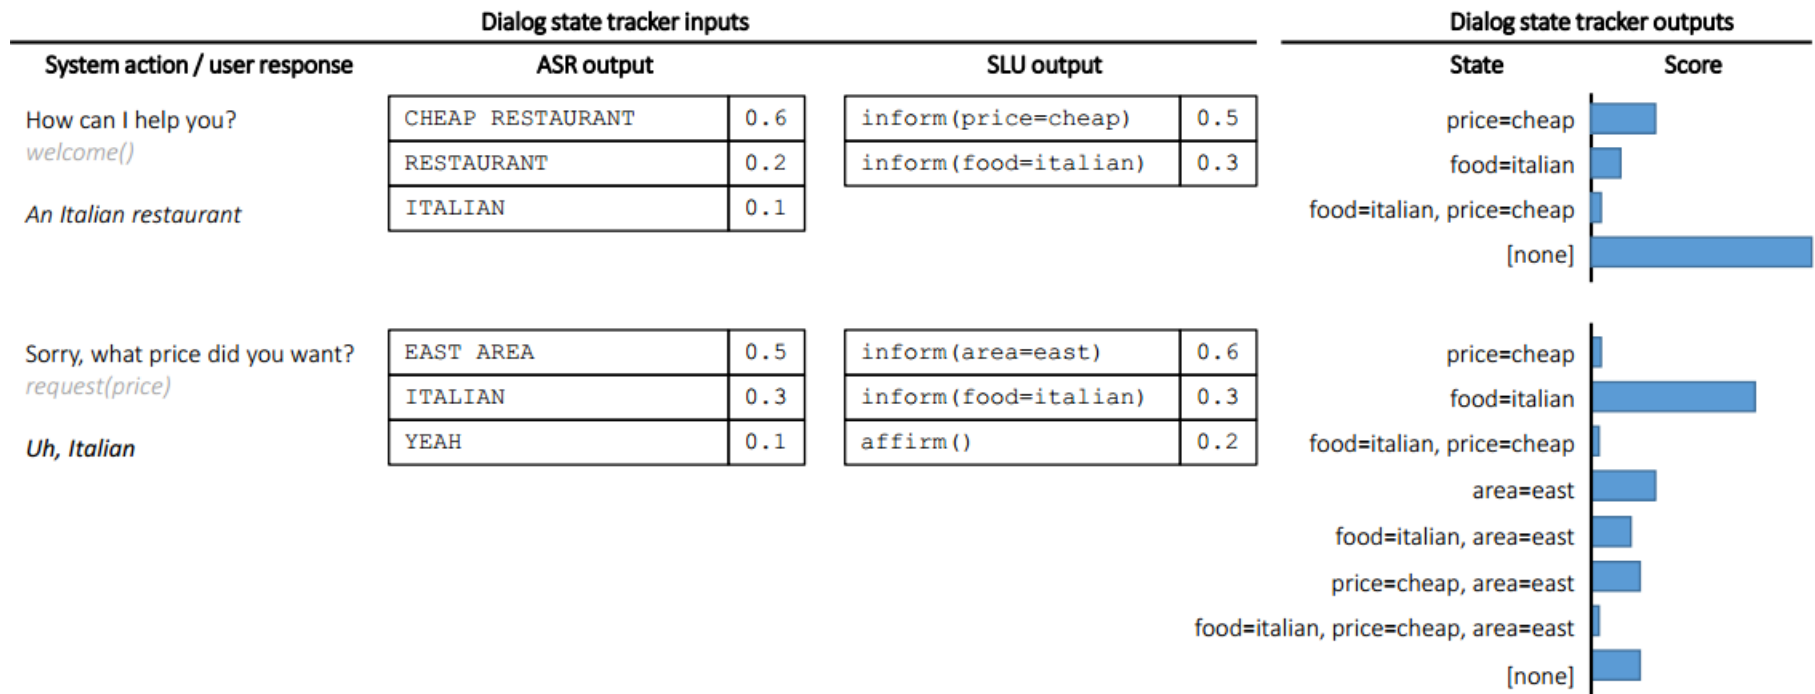 Dialog state tracker inputs
Dialog state tracker outputs
System action / user response
ASR output
SLU output
State
Score
How can I help you?
welcome()
An Italian restaurant
CHEAP RESTAURANT 0.6
RESTAURANT 0.2
ITALIAN 0.1
inform(price=cheap) 0.5
inform(food=italian) 0.3
price=cheap
food=italian
food=italian, price=cheap
[none]
Sorry, what price did you want?
request(price)
Uh, Italian
EAST AREA 0.5
ITALIAN 0.3
YEAH 0.1
inform(area=east) 0.6
inform(food=italian) 0.3
affirm() 0.2
price=cheap
food=italian
food=italian, price=cheap
area=east
food=italian, area=east
price=cheap, area=east
food=italian, price=cheap, area=east
[none]